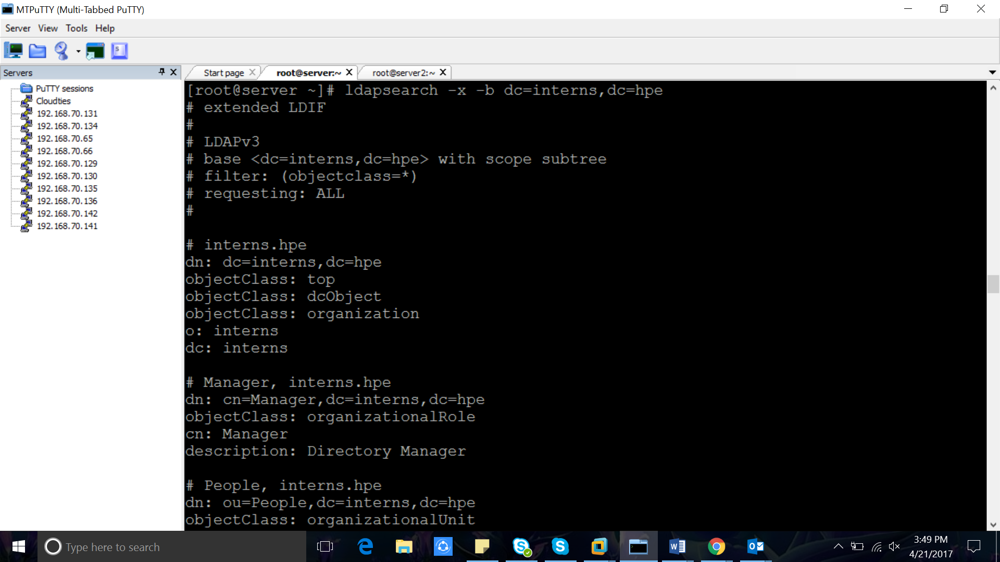 MTPuTTY (Multi-Tabbed PuTTY)
Server View Tools Help
Servers
PuTTY sessions
Cloudties
192.168.70.131
192.168.70.134
192.168.70.65
192.168.70.66
192.168.70.129
192.168.70.130
192.168.70.135
192.168.70.136
192.168.70.142
192.168.70.141
Start page root@server:~ root@server2:~
[root@server ~]# ldapsearch -x -b dc=interns,dc=hpe
# extended LDIF
#
# LDAPv3
# base <dc=interns,dc=hpe> with scope subtree
# filter: (objectclass=*)
# requesting: ALL
#
# interns.hpe
dn: dc=interns,dc=hpe
objectClass: top
objectClass: dcObject
objectClass: organization
o: interns
dc: interns
# Manager, interns.hpe
dn: cn=Manager,dc=interns,dc=hpe
objectClass: organizationalRole
cn: Manager
description: Directory Manager
# People, interns.hpe
dn: ou=People,dc=interns,dc=hpe
objectClass: organizationalUnit
Type here to search
3:49 PM
4/21/2017